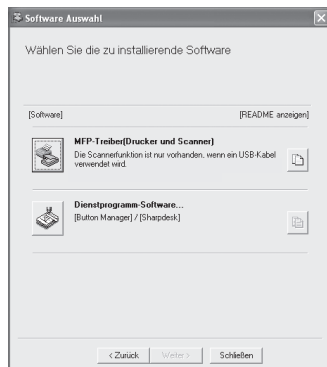 Software Auswahl
Wählen Sie die zu installierende Software
[Software] [README anzeigen]
MFP-Treiber(Drucker und Scanner)
Die Scannerfunktion ist nur vorhanden, wenn ein USB-Kabel
verwendet wird.
Dienstprogramm-Software...
[Button Manager] / [Sharpdesk]
< Zurück Weiter > Schließen